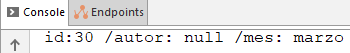 Console Endpoints
id:30 /autor: null /mes: marzo